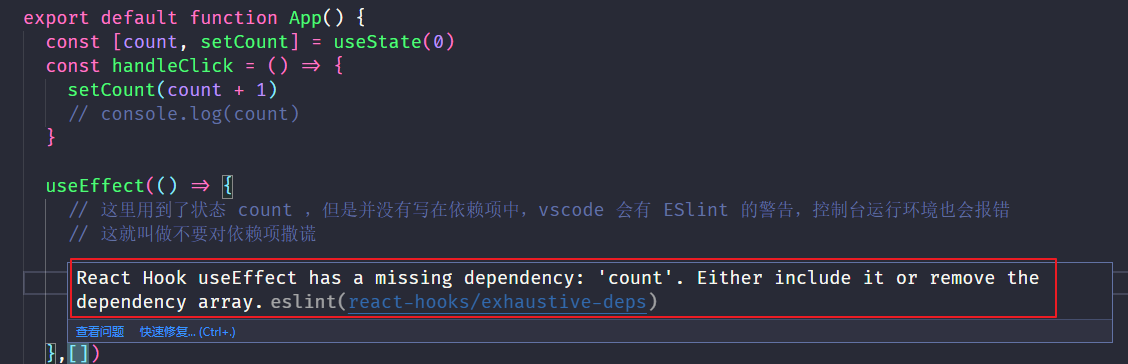 export default function App() {
const [count, setCount] = useState(0)
const handleClick = () => {
setCount(count + 1)
// console.log(count)
}
useEffect(() => {
// 这里用到了状态 count ，但是并没有写在依赖项中，vscode 会有 ESlint 的警告，控制台运行环境也会报错
// 这就叫做不要对依赖项撒谎
React Hook useEffect has a missing dependency: 'count'. Either include it or remove the
dependency array. eslint(react-hooks/exhaustive-deps)
查看问题 快速修复... (Ctrl+.)
},[])